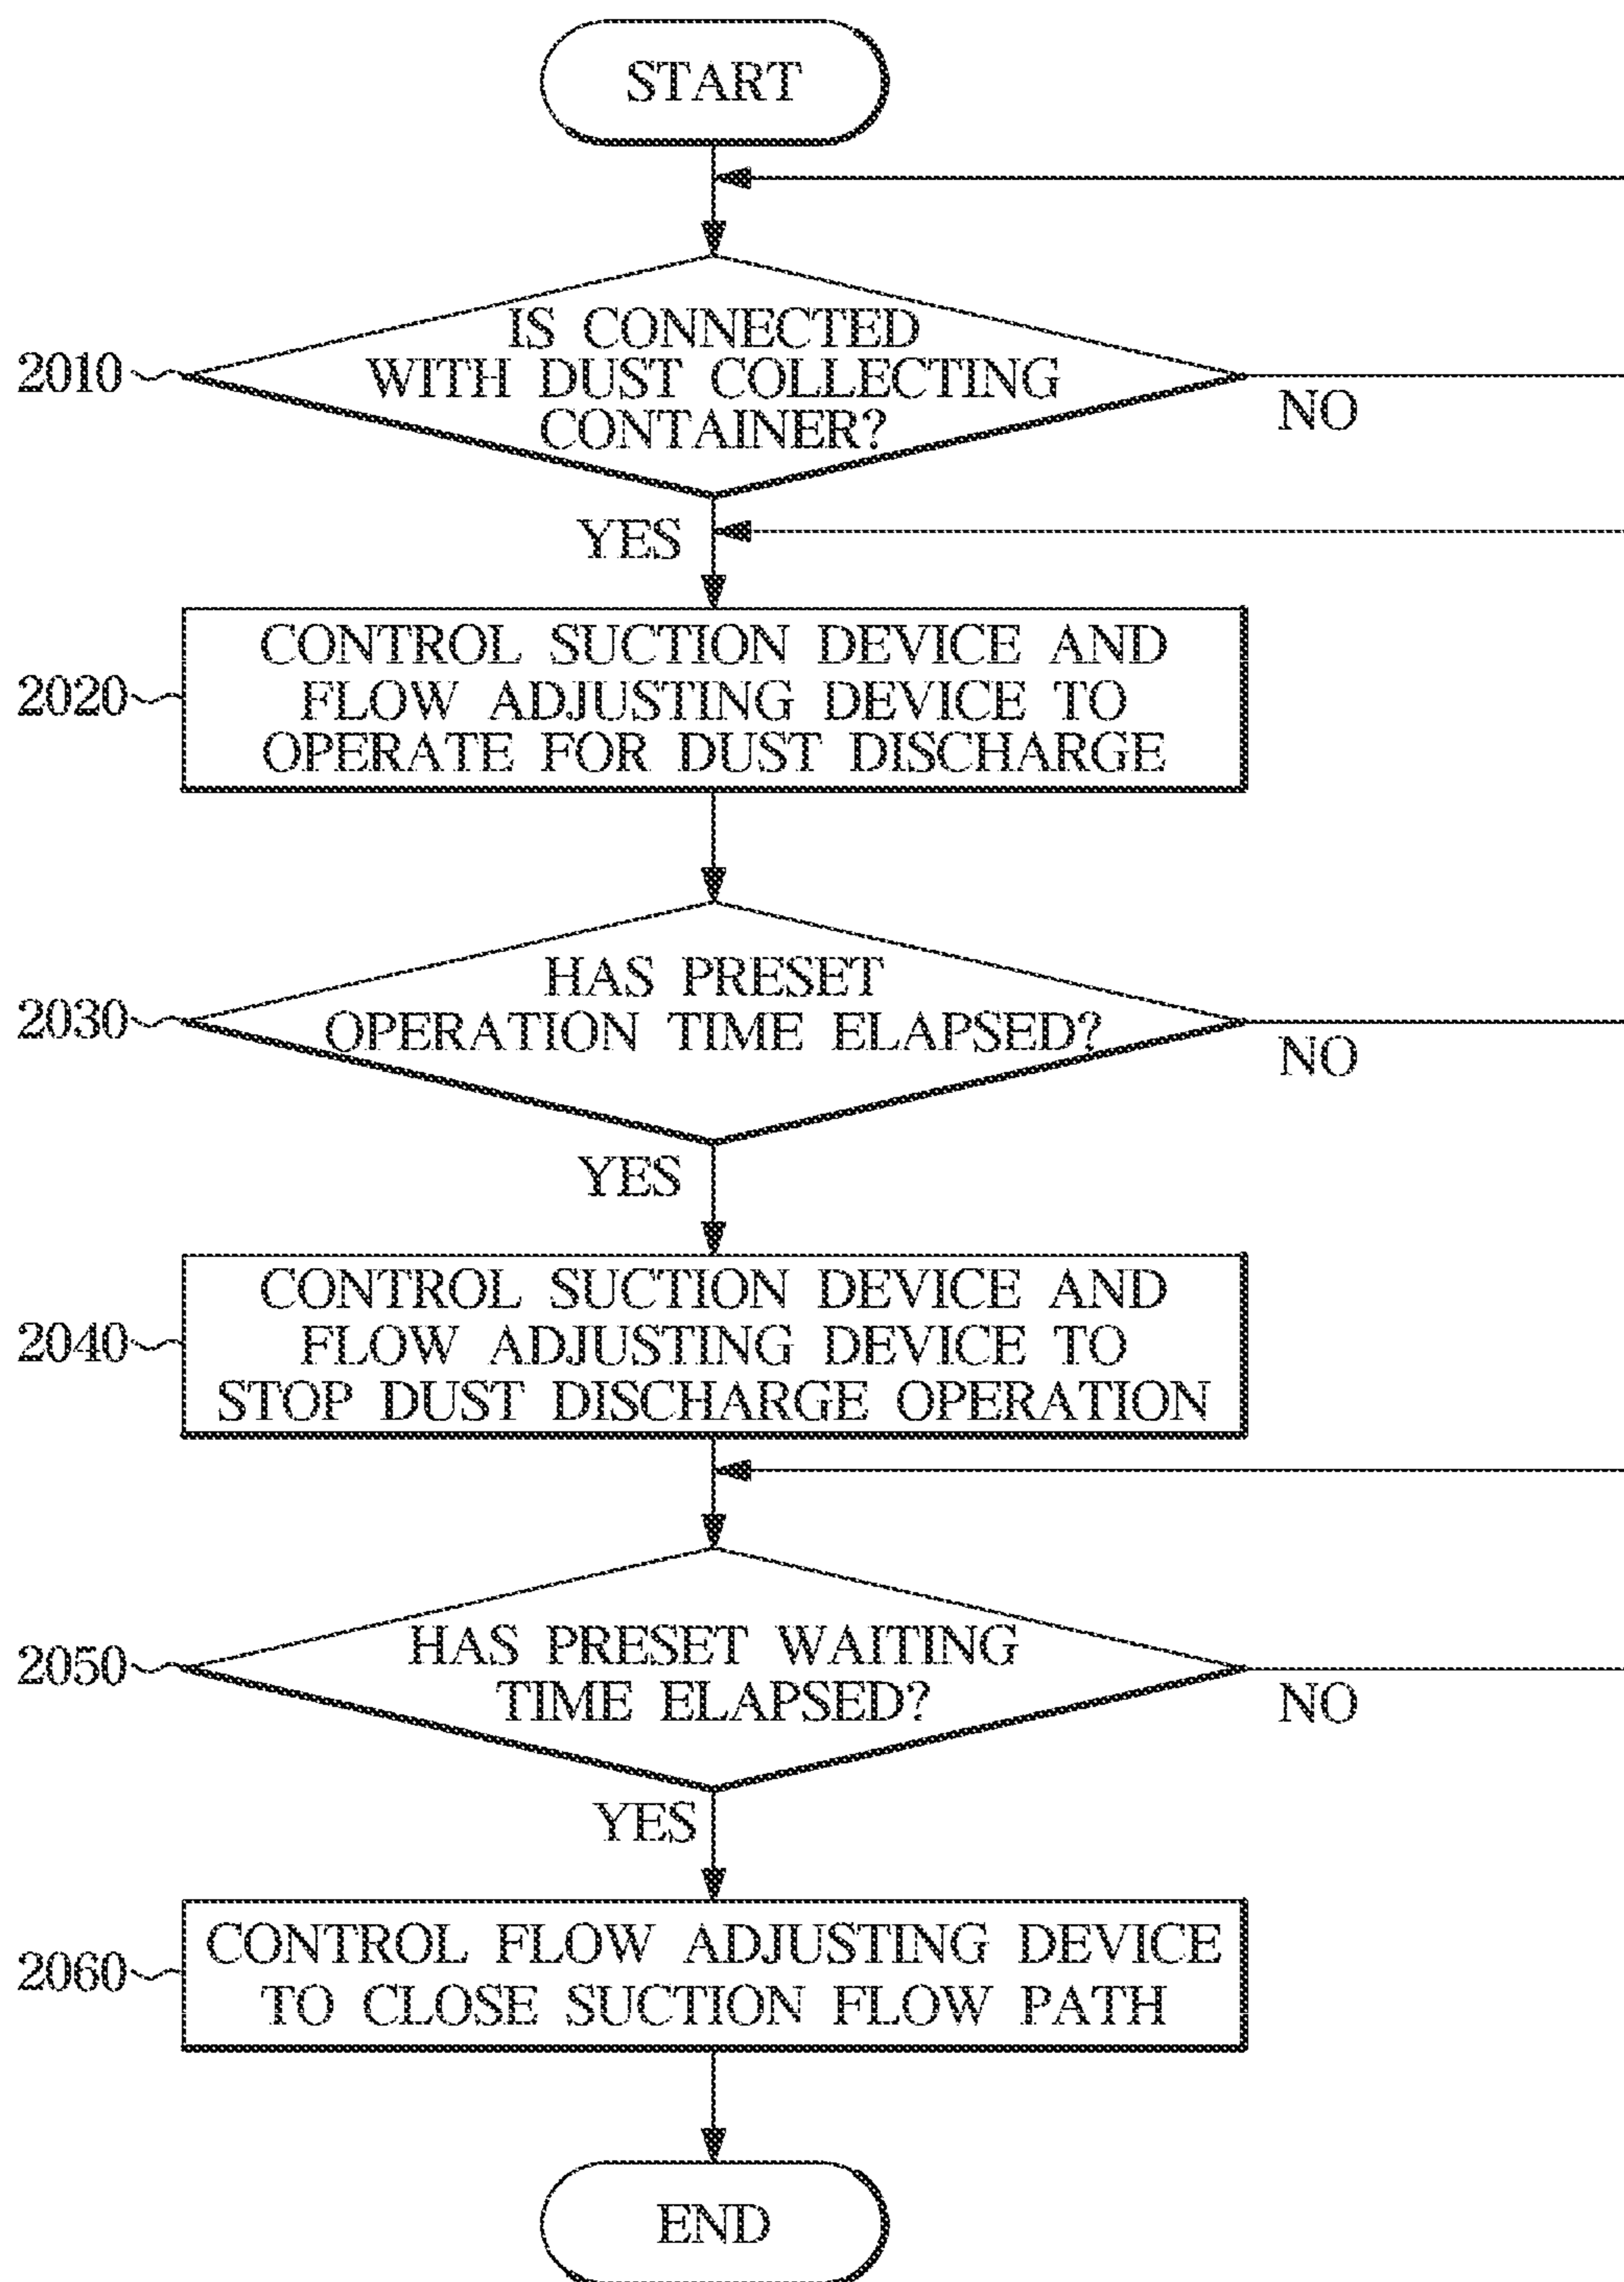 START
IS CONNECTED
WITH DUST COLLECTING
CONTAINER?
2010
NO
YES
CONTROL SUCTION DEVICE AND
FLOW ADJUSTING DEVICE TO
OPERATE FOR DUST DISCHARGE
2020
HAS PRESET
OPERATION TIME ELAPSED?
2030
NO
YES
CONTROL SUCTION DEVICE AND
FLOW ADJUSTING DEVICE TO
STOP DUST DISCHARGE OPERATION
2040
HAS PRESET WAITING
TIME ELAPSED?
2050
NO
YES
CONTROL FLOW ADJUSTING DEVICE
TO CLOSE SUCTION FLOW PATH
2060
END